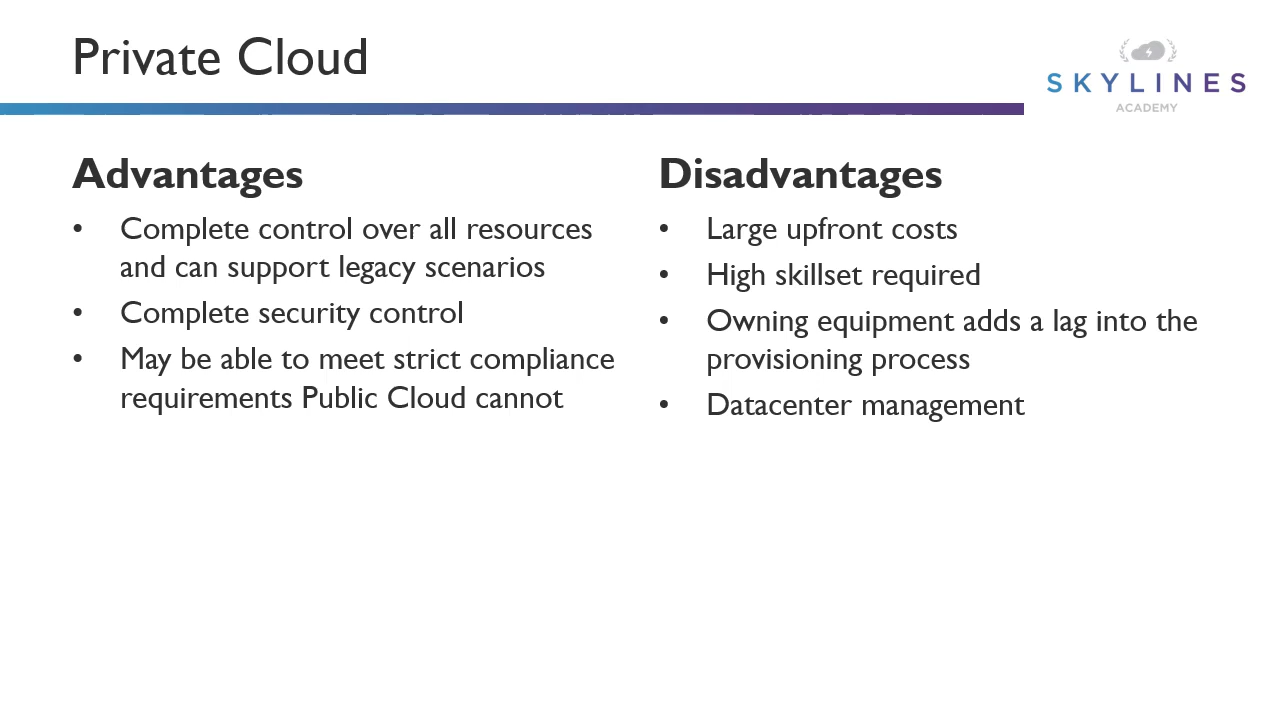 Private Cloud
SKYLINES
ACADEMY
Advantages
• Complete control over all resources
and can support legacy scenarios
• Complete security control
• May be able to meet strict compliance
requirements Public Cloud cannot
Disadvantages
• Large upfront costs
• High skillset required
• Owning equipment adds a lag into the
provisioning process
• Datacenter management